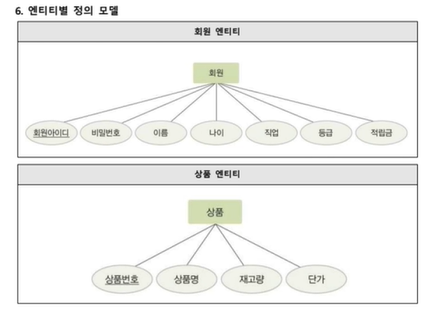 6. 엔티티별 정의 모델
회원 엔티티
회원
회원아이디 비밀번호 이름 나이 직업 등급 적립금
상품 엔티티
상품
상품번호 상품명 재고량 단가